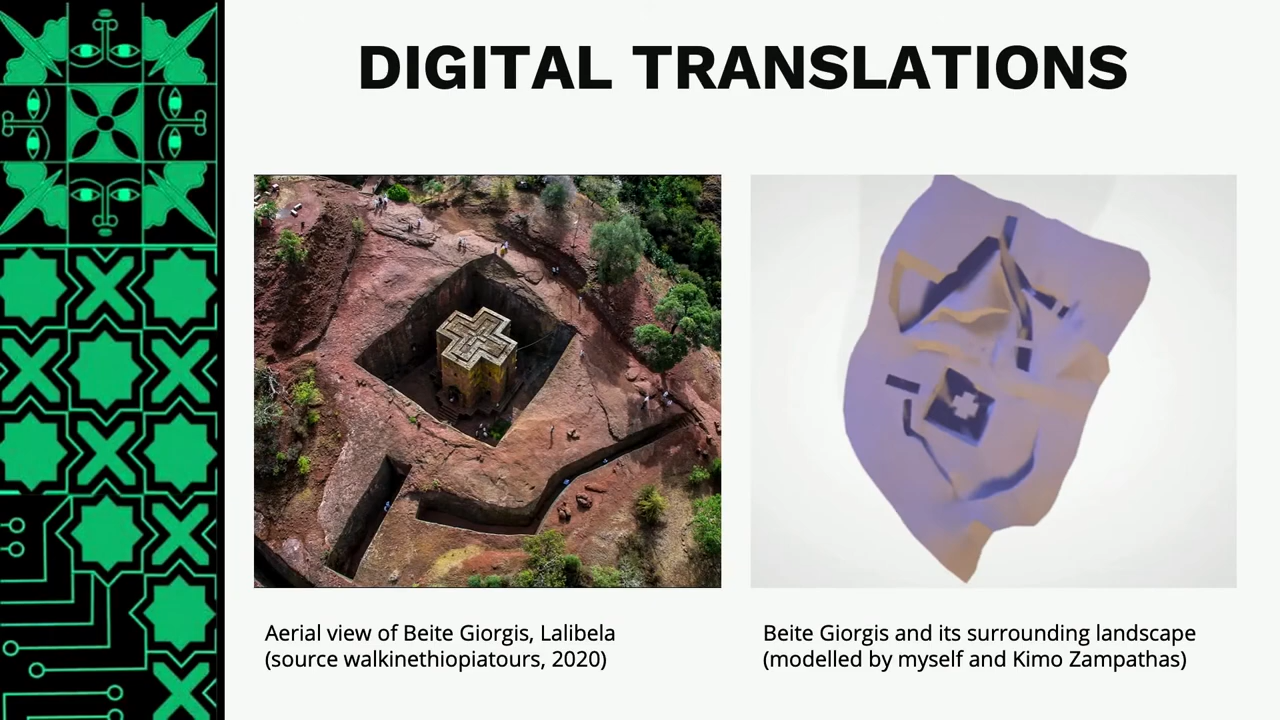 DIGITAL TRANSLATIONS
Aerial view of Beite Giorgis, Lalibela
(source walkinethiopiatours, 2020)
Beite Giorgis and its surrounding landscape
(modelled by myself and Kimo Zampathas)